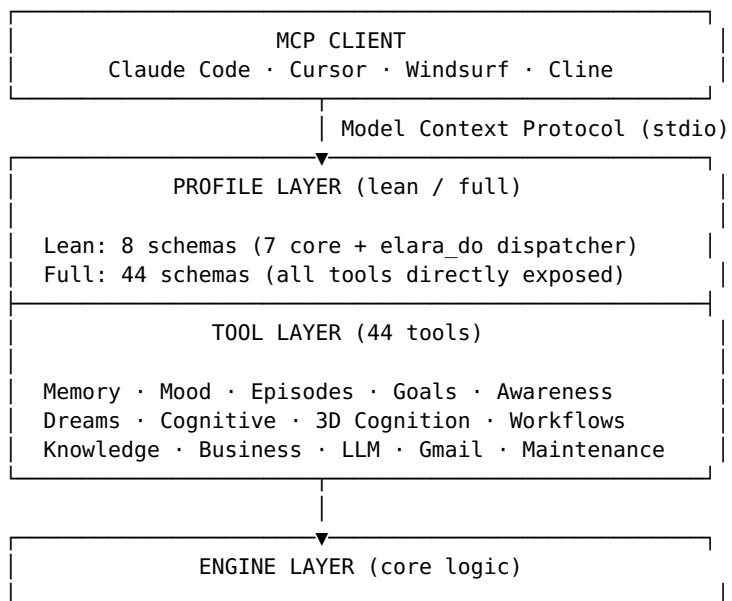 MCP CLIENT
Claude Code · Cursor · Windsurf · Cline
Model Context Protocol (stdio)
PROFILE LAYER (lean / full)
Lean: 8 schemas (7 core + elara_do dispatcher)
Full: 44 schemas (all tools directly exposed)
TOOL LAYER (44 tools)
Memory · Mood · Episodes · Goals · Awareness
Dreams · Cognitive · 3D Cognition · Workflows
Knowledge · Business · LLM · Gmail · Maintenance
ENGINE LAYER (core logic)